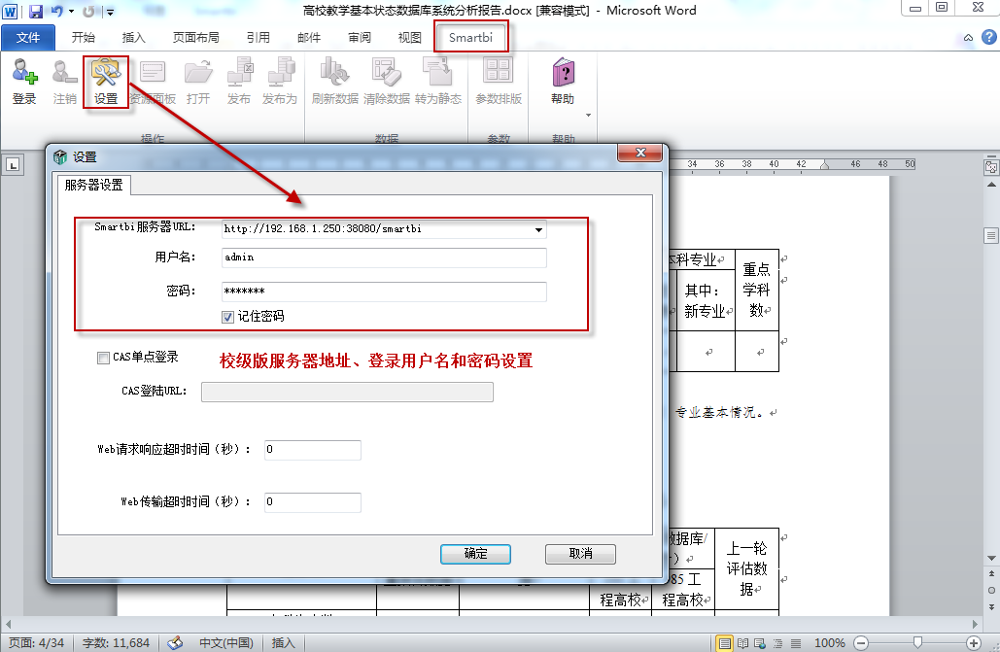 高校教学基本状态数据库系统分析报告.docx [兼容模式] - Microsoft Word
文件 开始 插入 页面布局 引用 邮件 审阅 视图 Smartbi
登录 注销 设置 资源面板 打开 发布 发布为 刷新数据 清除数据 转为静态 参数排版 帮助
操作 数据 参数 帮助
设置
服务器设置
34 36 38 40 42 46 48 50
Smartbi服务器URL: http://192.168.1.250:38080/smartbi
用户名: admin
密码: *******
记住密码
CAS单点登录
校级版服务器地址、登录用户名和密码设置
CAS登陆URL:
Web请求响应超时时间（秒）: 0
Web传输超时时间（秒）: 0
确定 取消
本科专业
重点
学科
数
其中：
新专业
专业基本情况。
数据库/
上一轮
评估数
据
85 工
程高校 程高校
页面: 4/34 字数: 11,684 中文(中国) 插入 100%